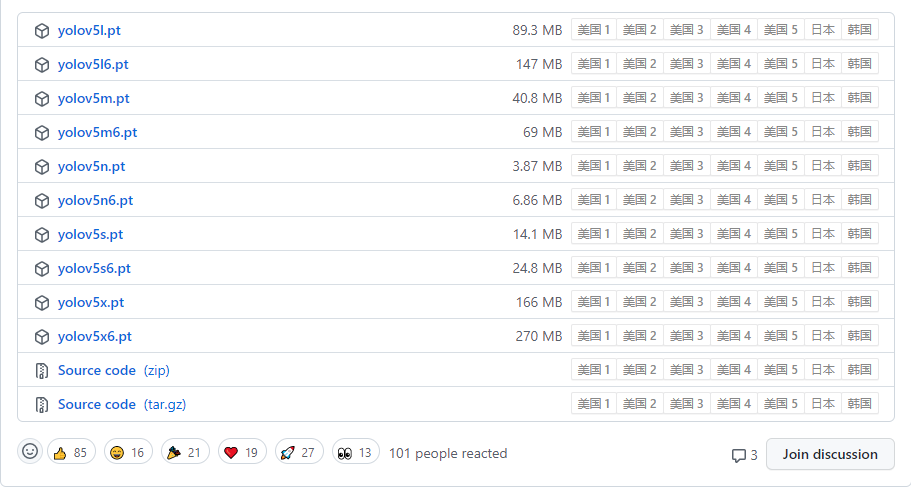 yolov5l.pt 89.3 MB 美国 1 美国 2 美国 3 美国 4 美国 5 日本 韩国
yolov5l6.pt 147 MB 美国 1 美国 2 美国 3 美国 4 美国 5 日本 韩国
yolov5m.pt 40.8 MB 美国 1 美国 2 美国 3 美国 4 美国 5 日本 韩国
yolov5m6.pt 69 MB 美国 1 美国 2 美国 3 美国 4 美国 5 日本 韩国
yolov5n.pt 3.87 MB 美国 1 美国 2 美国 3 美国 4 美国 5 日本 韩国
yolov5n6.pt 6.86 MB 美国 1 美国 2 美国 3 美国 4 美国 5 日本 韩国
yolov5s.pt 14.1 MB 美国 1 美国 2 美国 3 美国 4 美国 5 日本 韩国
yolov5s6.pt 24.8 MB 美国 1 美国 2 美国 3 美国 4 美国 5 日本 韩国
yolov5x.pt 166 MB 美国 1 美国 2 美国 3 美国 4 美国 5 日本 韩国
yolov5x6.pt 270 MB 美国 1 美国 2 美国 3 美国 4 美国 5 日本 韩国
Source code (zip) 美国 1 美国 2 美国 3 美国 4 美国 5 日本 韩国
Source code (tar.gz) 美国 1 美国 2 美国 3 美国 4 美国 5 日本 韩国
85 16 21 19 27 13 101 people reacted 3 Join discussion